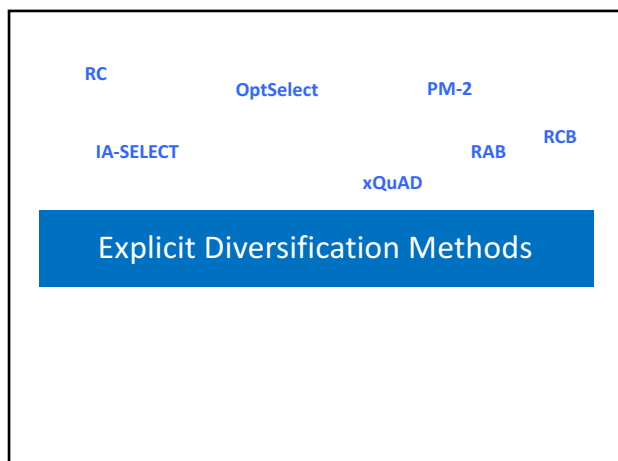 RC
OptSelect PM-2
RCB
IA-SELECT RAB
xQuAD
Explicit Diversification Methods